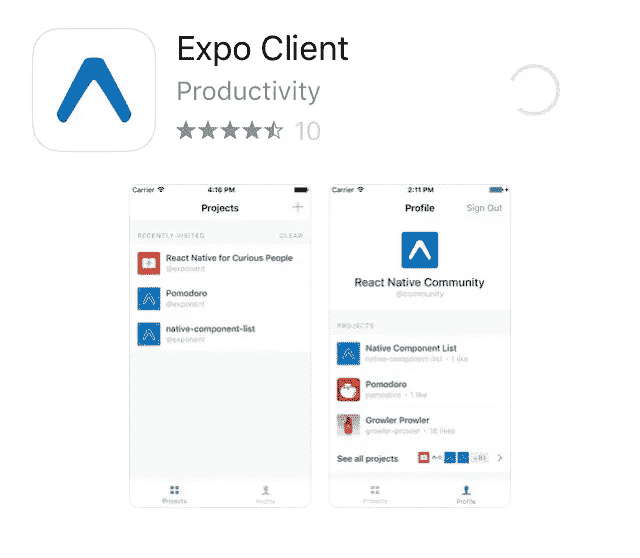 Expo Client
Productivity
10
Carrier 4:16 PM
Projects
RECENTLY VISITED CLEAR
React Native for Curious People
@exponent
Pomodoro
@exponent
native-component-list
@exponent
Projects Profile
Carrier 2:11 PM
Profile Sign Out
React Native Community
@community
PROJECTS
Native Component List
native-component-list • 1 like
Pomodoro
pomodoro • 1 like
Growler Prowler
growler-prowler • 16 likes
See all projects
Projects Profile